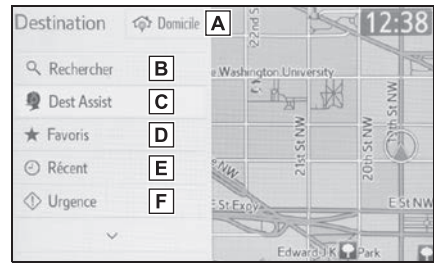 Destination
Domicile A
12:38
Rechercher B
Dest Assist C
Favoris D
Récent E
Urgence F
22nd S
e Washington University
21st St NW
20th St NW
19th St NW
NW
E St Expy
E St NW
Edward J K Park